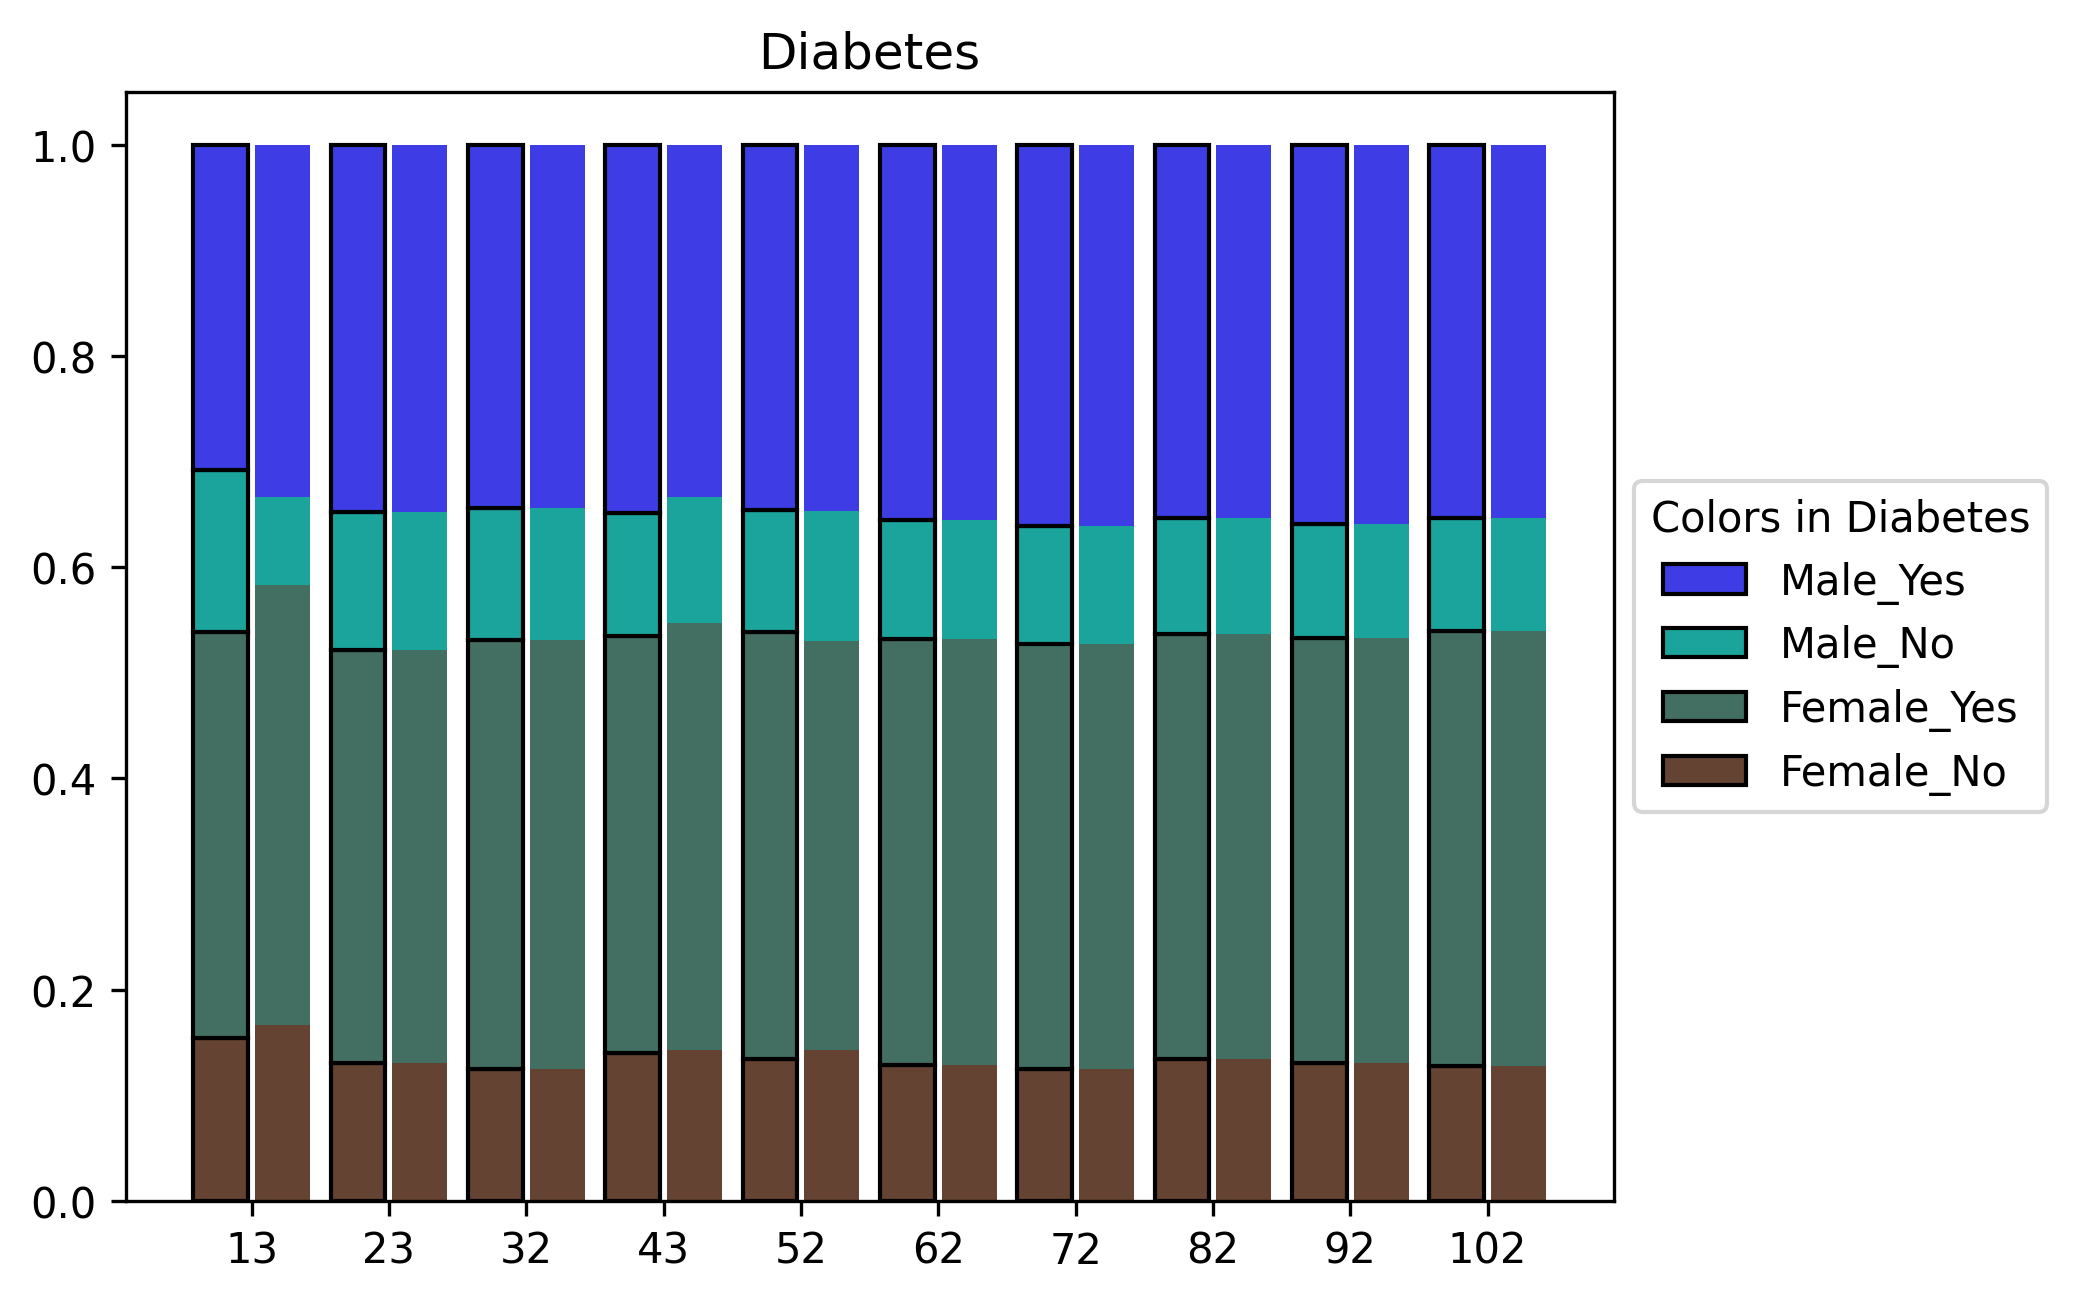 Diabetes
1.0
0.8
0.6
0.4
0.2
0.0
13 23 32 43 52 62 72 82 92 102
Colors in Diabetes
Male_Yes
Male_No
Female_Yes
Female_No